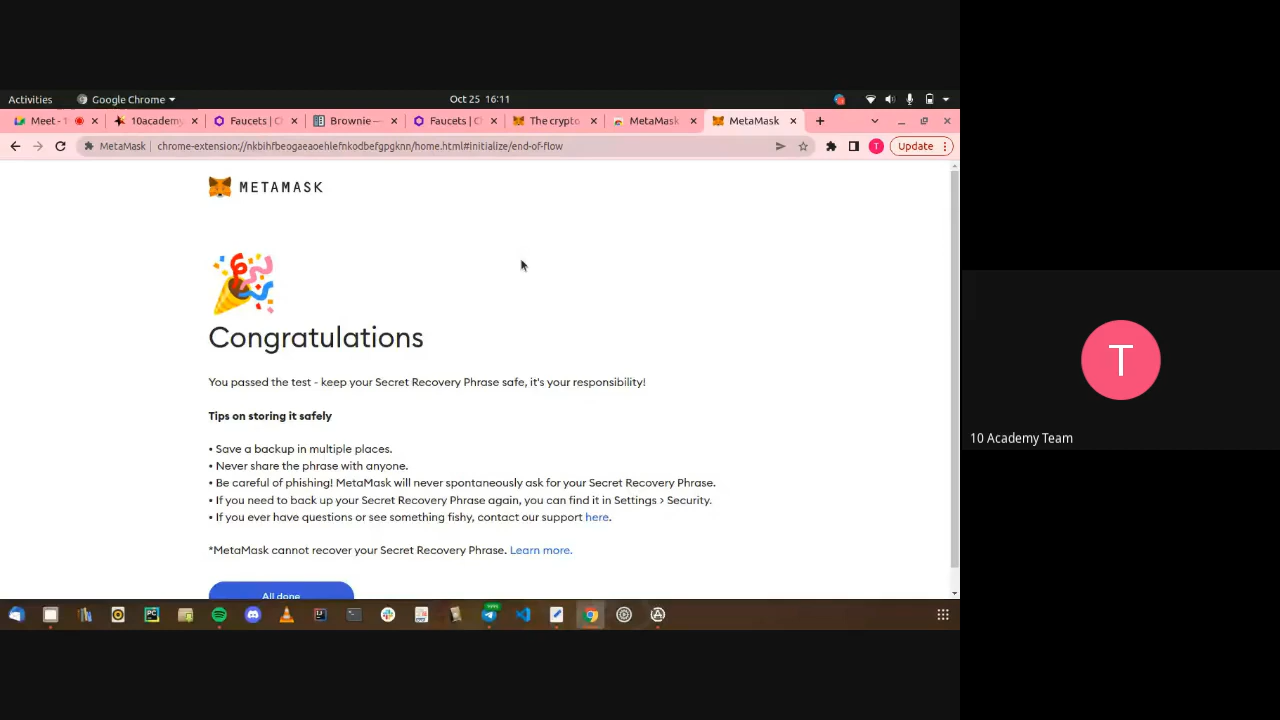 Activities Google Chrome Oct 25 16:11
Meet - 1 10academy. Faucets | Cl Brownie — Faucets | C The crypto MetaMask MetaMask
MetaMask chrome-extension://nkbihfbeogaeaoehlefnkodbefgpgknn/home.html#initialize/end-of-flow T Update
METAMASK
Congratulations
You passed the test - keep your Secret Recovery Phrase safe, it's your responsibility!
Tips on storing it safely
• Save a backup in multiple places.
• Never share the phrase with anyone.
• Be careful of phishing! MetaMask will never spontaneously ask for your Secret Recovery Phrase.
• If you need to back up your Secret Recovery Phrase again, you can find it in Settings > Security.
• If you ever have questions or see something fishy, contact our support here.
*MetaMask cannot recover your Secret Recovery Phrase. Learn more.
All done
T
10 Academy Team